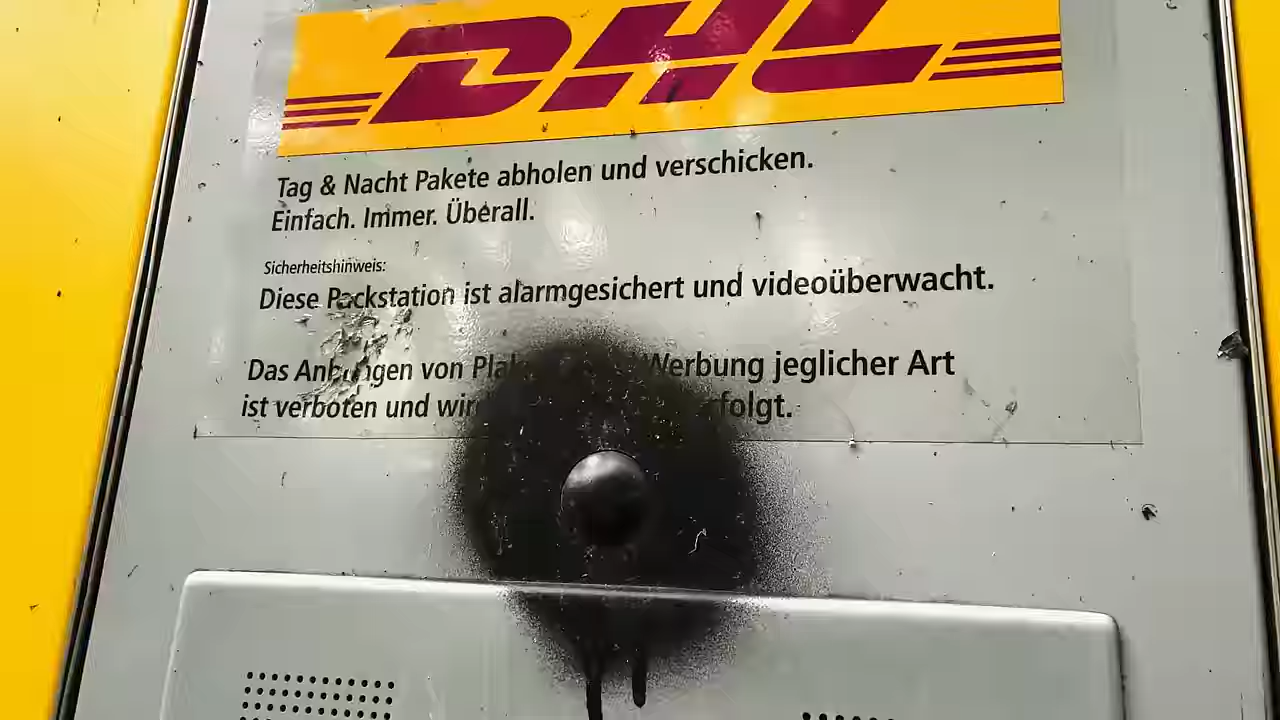 DHL
Tag & Nacht Pakete abholen und verschicken.
Einfach. Immer. Überall.
Sicherheitshinweis:
Diese Packstation ist alarmgesichert und videoüberwacht.
Das Anbringen von Werbung jeglicher Art
ist verboten und